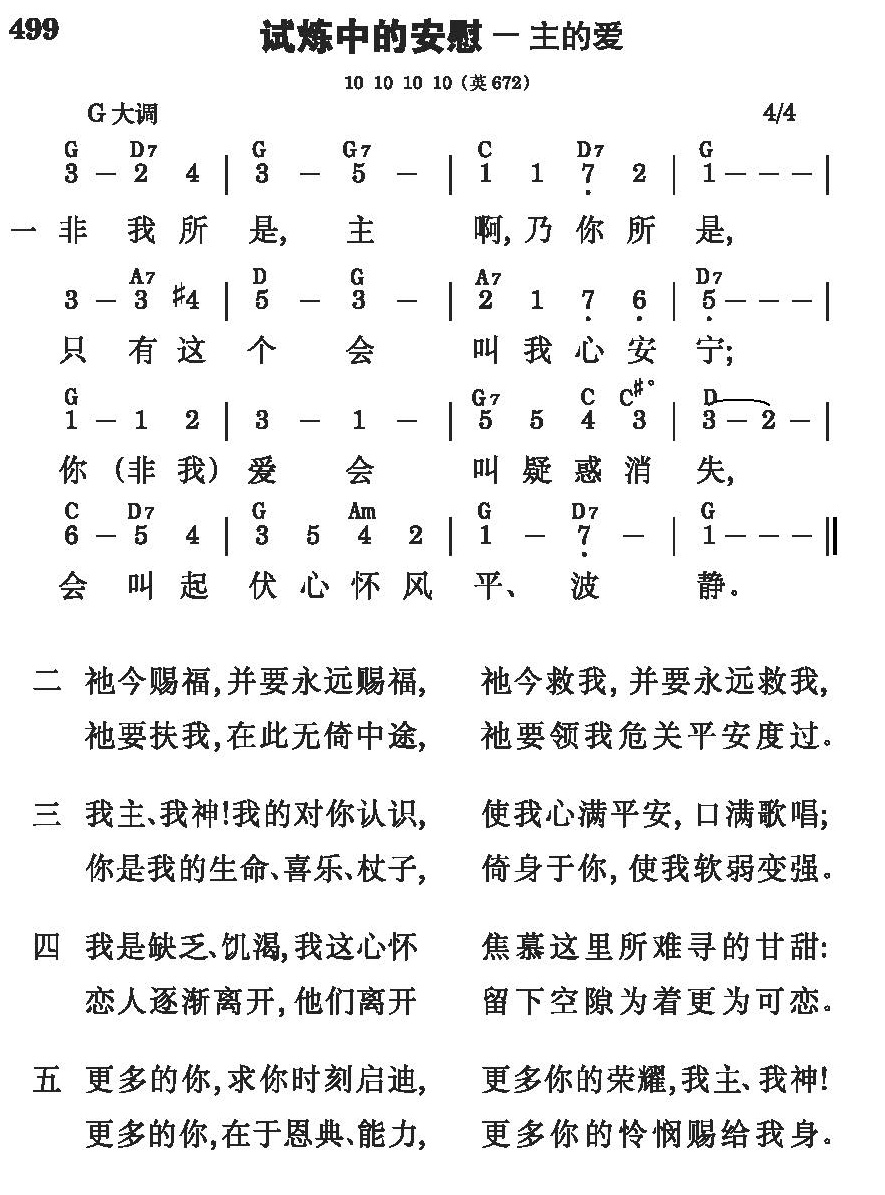 499
试炼中的安慰－主的爱
10 10 10 10 (英672)
G大调 4/4
G D7 G G7 C D7 G
3 － 2 4 | 3 － 5 － | 1 1 7̣ 2 | 1－－－ |
一 非 我 所 是, 主 啊, 乃 你 所 是,
A7 D G A7 D7
3 － 3 ♯4 | 5 － 3 － | 2 1 7̣ 6̣ | 5̣－－－ |
只 有 这 个 会 叫 我 心 安 宁;
G G7 C C♯° D
1 － 1 2 | 3 － 1 － | 5 5 4 3 | 3－2－ |
你 (非 我) 爱 会 叫 疑 惑 消 失,
C D7 G Am G D7 G
6 － 5 4 | 3 5 4 2 | 1 － 7̣ － | 1－－－ ‖
会 叫 起 伏 心 怀 风 平、 波 静。
二 祂今赐福,并要永远赐福, 祂今救我, 并要永远救我,
祂要扶我,在此无倚中途, 祂要领我危关平安度过。
三 我主、我神!我的对你认识, 使我心满平安, 口满歌唱;
你是我的生命、喜乐、杖子, 倚身于你, 使我软弱变强。
四 我是缺乏、饥渴,我这心怀 焦慕这里所难寻的甘甜:
恋人逐渐离开, 他们离开 留下空隙为着更为可恋。
五 更多的你,求你时刻启迪, 更多你的荣耀,我主、我神!
更多的你,在于恩典、能力, 更多你的怜悯赐给我身。